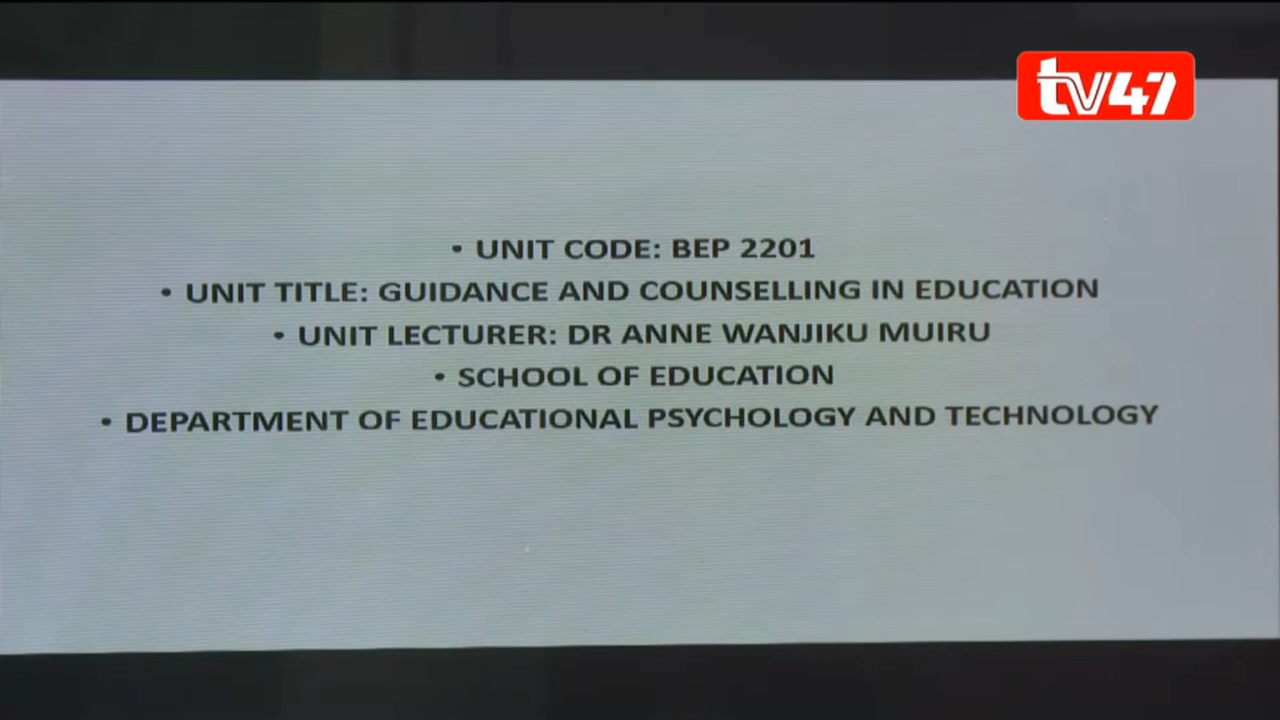 tv47
• UNIT CODE: BEP 2201
• UNIT TITLE: GUIDANCE AND COUNSELLING IN EDUCATION
• UNIT LECTURER: DR ANNE WANJIKU MUIRU
• SCHOOL OF EDUCATION
• DEPARTMENT OF EDUCATIONAL PSYCHOLOGY AND TECHNOLOGY